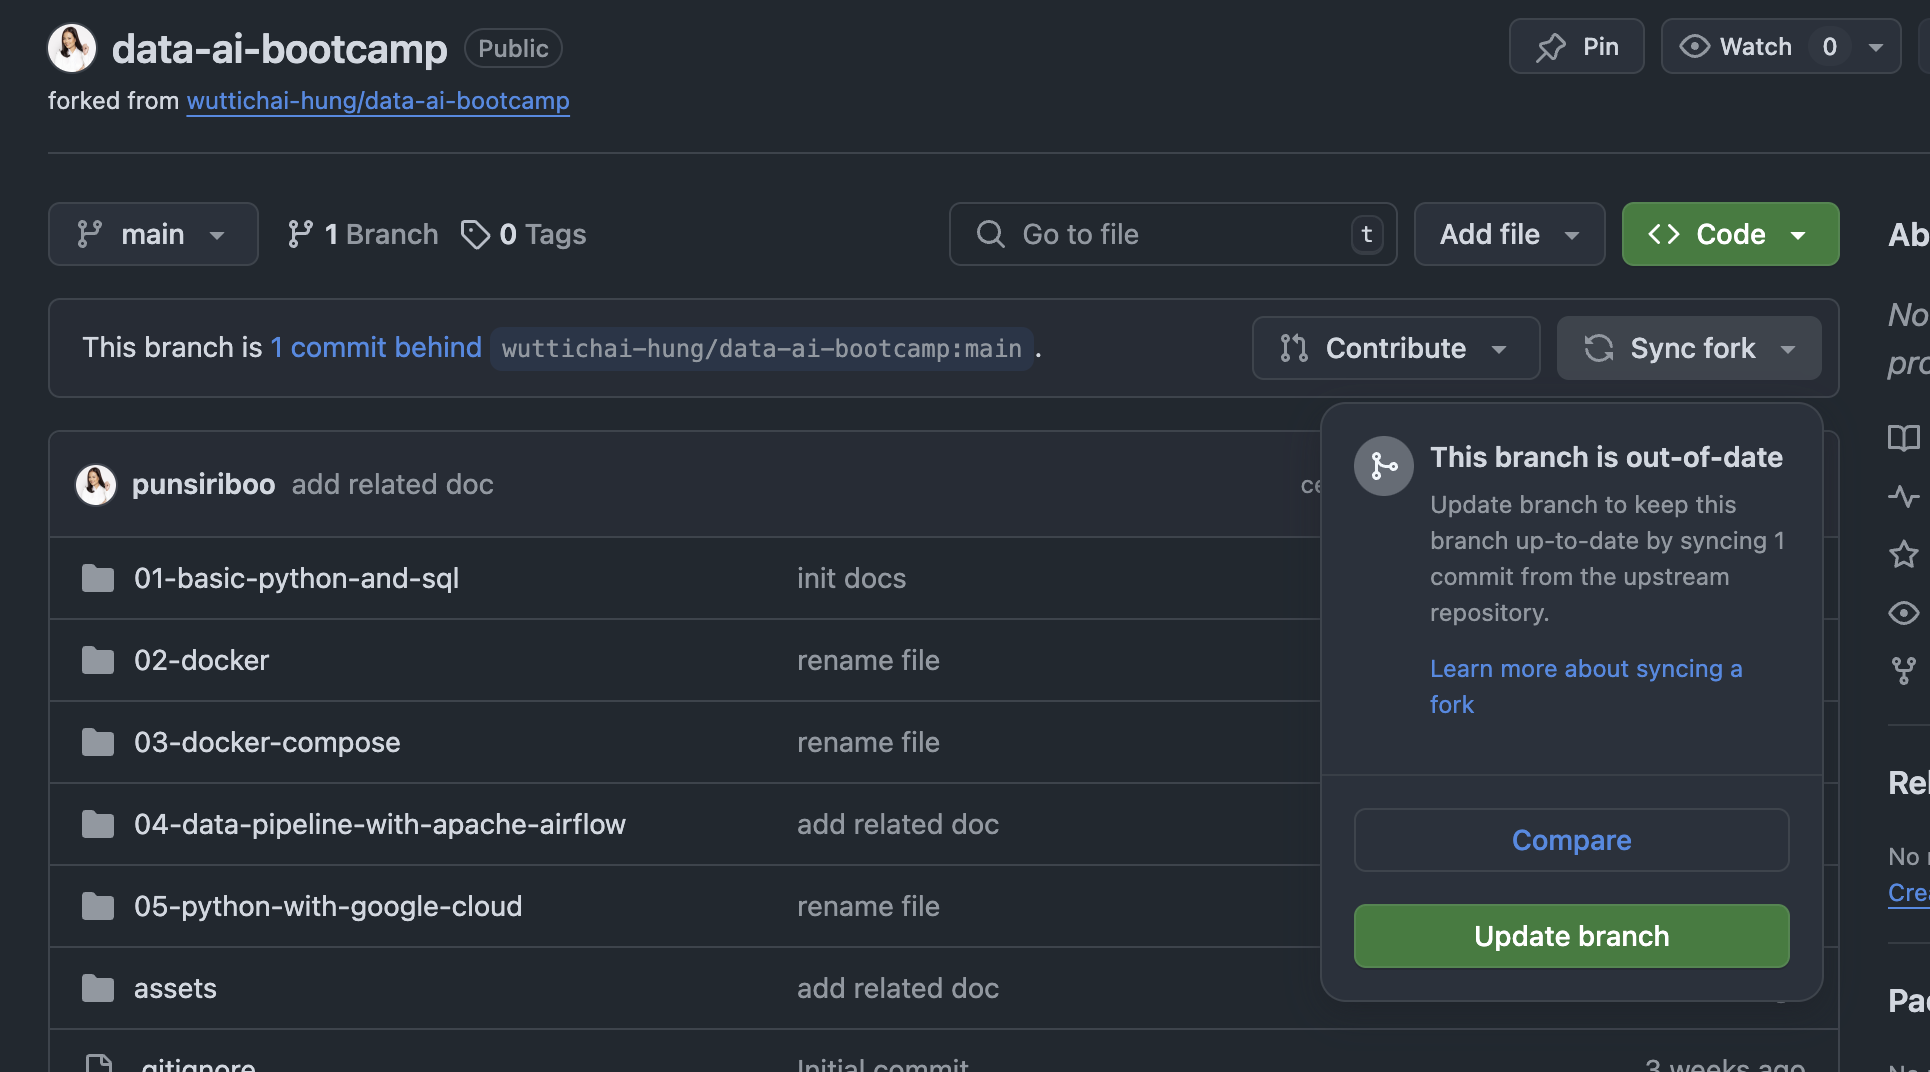 data-ai-bootcamp Public
Pin
Watch 0
forked from wuttichai-hung/data-ai-bootcamp
main
1 Branch
0 Tags
Go to file t
Add file
Code
This branch is 1 commit behind wuttichai-hung/data-ai-bootcamp:main .
Contribute
Sync fork
punsiriboo add related doc
01-basic-python-and-sql init docs
02-docker rename file
03-docker-compose rename file
04-data-pipeline-with-apache-airflow add related doc
05-python-with-google-cloud rename file
assets add related doc
.gitignore Initial commit 3 weeks ago
This branch is out-of-date
Update branch to keep this
branch up-to-date by syncing 1
commit from the upstream
repository.
Learn more about syncing a
fork
Compare
Update branch
Ab
No
pro
Rel
No
Crea
Pac